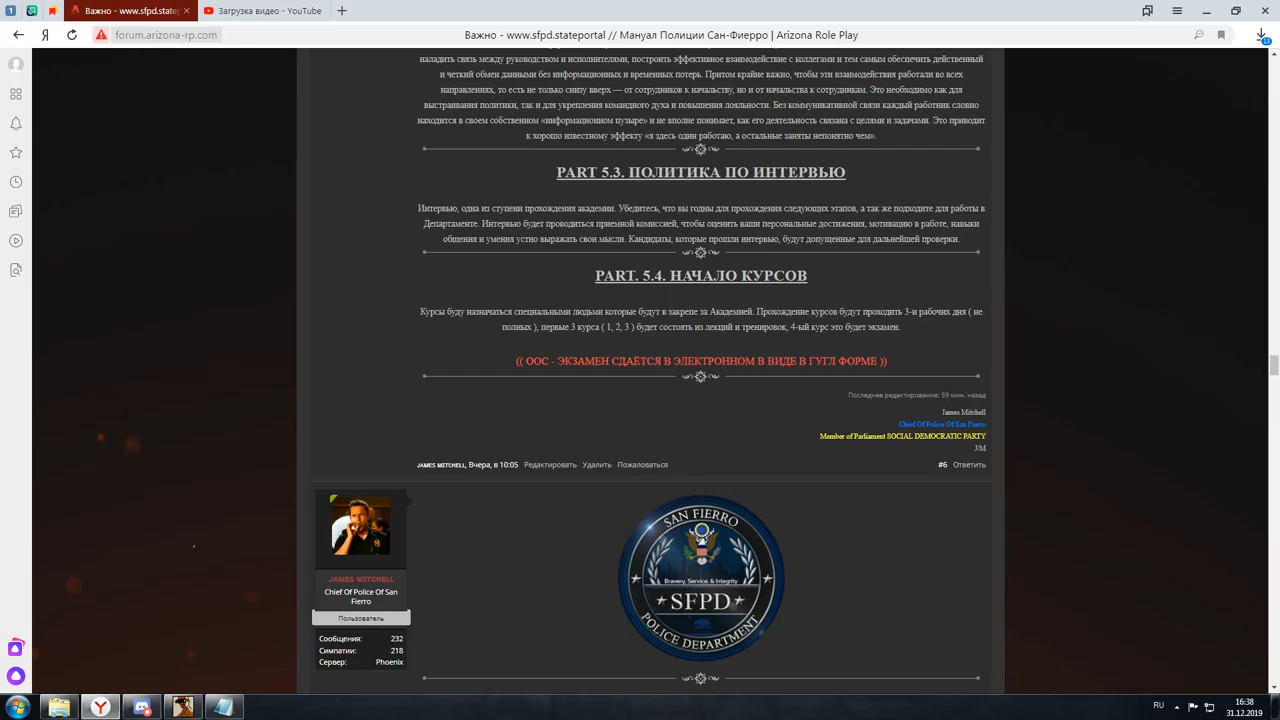 1
Важно - www.sfpd.statep
Загрузка видео - YouTube
Я
forum.arizona-rp.com
Важно - www.sfpd.stateportal // Мануал Полиции Сан-Фиерро | Arizona Role Play
наладить связь между руководством и исполнителями, построить эффективное взаимодействие с коллегами и тем самым обеспечить действенный
и четкий обмен данными без информационных и временных потерь. Притом крайне важно, чтобы эти взаимодействия работали во всех
направлениях, то есть не только снизу вверх — от сотрудников к начальству, но и от начальства к сотрудникам. Это необходимо как для
выстраивания политики, так и для укрепления командного духа и повышения лояльности. Без коммуникативной связи каждый работник словно
находится в своем собственном «информационном пузыре» и не вполне понимает, как его деятельность связана с целями и задачами. Это приводит
к хорошо известному эффекту «я здесь один работаю, а остальные заняты непонятно чем».
PART 5.3. ПОЛИТИКА ПО ИНТЕРВЬЮ
Интервью, одна из ступени прохождения академии. Убедитесь, что вы годны для прохождения следующих этапов, а так же подходите для работы в
Департаменте. Интервью будет проводиться приемной комиссией, чтобы оценить ваши персональные достижения, мотивацию в работе, навыки
общения и умения устно выражать свои мысли. Кандидаты, которые прошли интервью, будут допущенные для дальнейшей проверки.
PART. 5.4. НАЧАЛО КУРСОВ
Курсы буду назначаться специальными людьми которые будут в закрепе за Академией. Прохождение курсов будут проходить 3-и рабочих дня ( не
полных ), первые 3 курса ( 1, 2, 3 ) будет состоять из лекций и тренировок, 4-ый курс это будет экзамен.
(( ООС - ЭКЗАМЕН СДАЁТСЯ В ЭЛЕКТРОННОМ В ВИДЕ В ГУГЛ ФОРМЕ ))
Последнее редактирование: 59 мин. назад
James Mitchell
Chief Of Police Of San Fierro
Member of Parliament SOCIAL DEMOCRATIC PARTY
J/M
JAMES MITCHELL, Вчера, в 10:05 Редактировать Удалить Пожаловаться #6 Ответить
JAMES MITCHELL
Chief Of Police Of San
Fierro
Пользователь
Сообщения: 232
Симпатии: 218
Сервер: Phoenix
SAN FIERRO
Bravery, Service, & Integrity
SFPD
POLICE DEPARTMENT
RU
16:38
31.12.2019